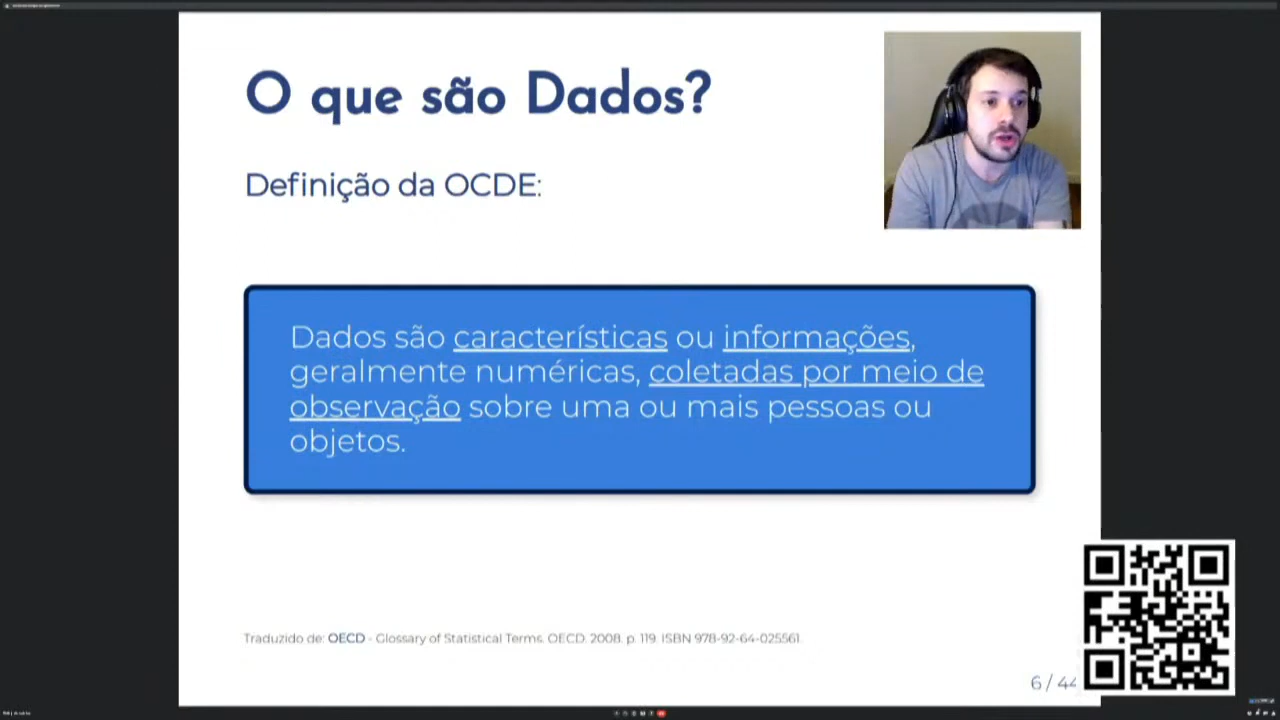 O que são Dados?
Definição da OCDE:
Dados são características ou informações,
geralmente numéricas, coletadas por meio de
observação sobre uma ou mais pessoas ou
objetos.
Traduzido de: OECD - Glossary of Statistical Terms. OECD. 2008. p. 119. ISBN 978-92-64-025561.
6 / 44